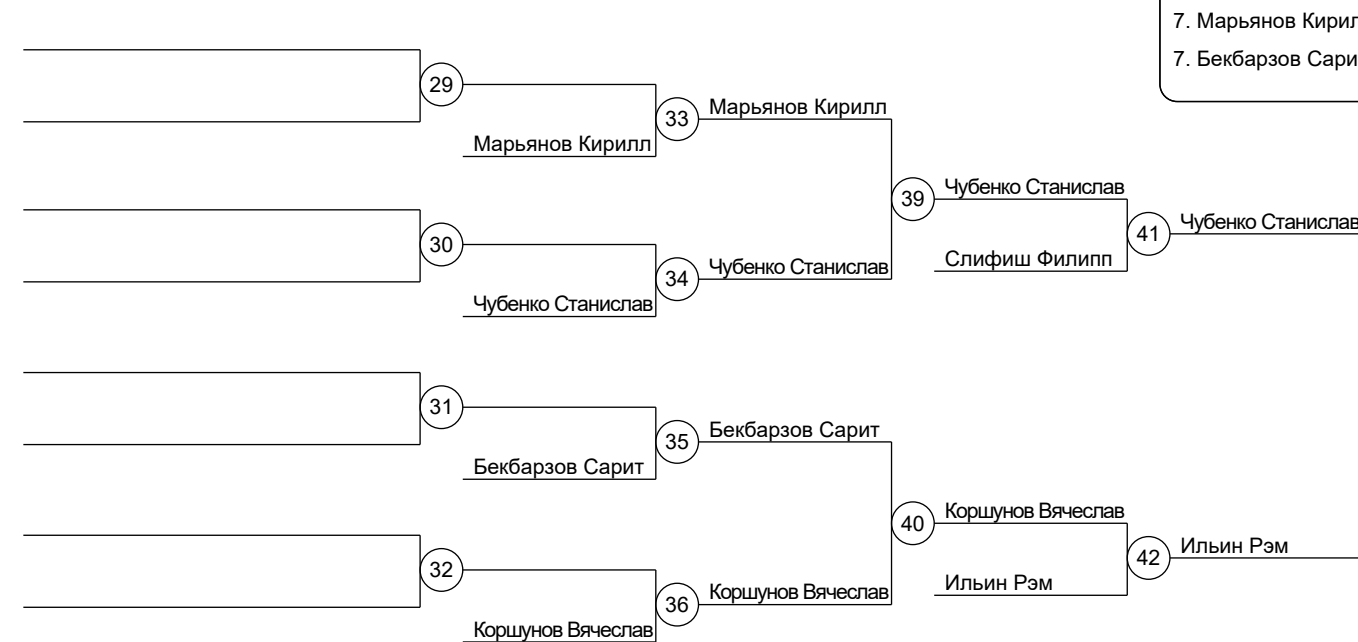 7. Марьянов Кирил
7. Бекбарзов Сари
29
33
Марьянов Кирилл
Марьянов Кирилл
39
Чубенко Станислав
41
Чубенко Станислав
Слифиш Филипп
30
34
Чубенко Станислав
Чубенко Станислав
31
35
Бекбарзов Сарит
Бекбарзов Сарит
40
Коршунов Вячеслав
42
Ильин Рэм
Ильин Рэм
32
36
Коршунов Вячеслав
Коршунов Вячеслав